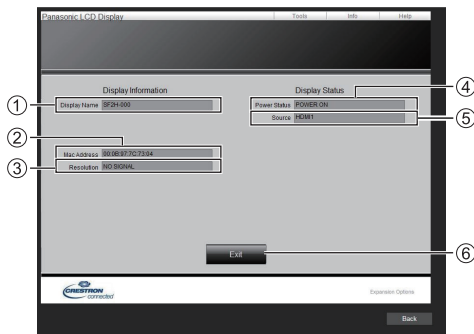 Panasonic LCD Display Tools Info Help
Display Information Display Status
① Display Name SF2H-000 Power Status POWER ON ④
Source HDMI1 ⑤
②
Mac Address 00:0B:97:7C:73:04
③ Resolution NO SIGNAL
Exit ⑥
CRESTRON connected Expansion Options
Back